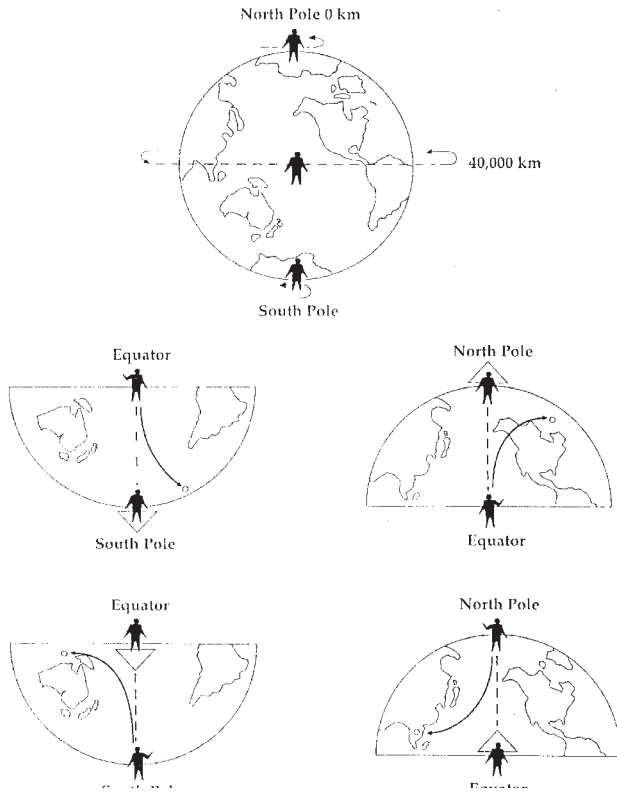 North Pole 0 km
40,000 km
South Pole
Equator
North Pole
South Pole
Equator
Equator
North Pole